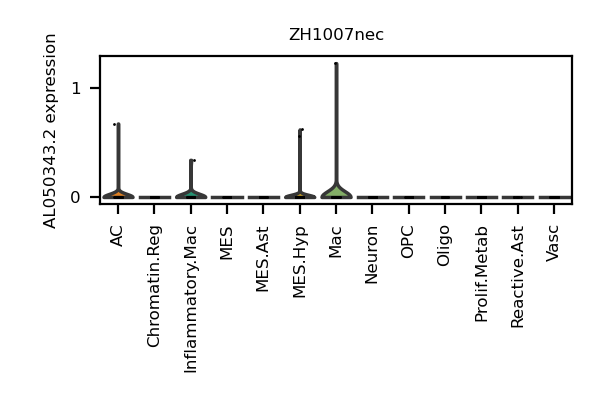 ZH1007nec
AL050343.2 expression
1
0
AC
Chromatin.Reg
Inflammatory.Mac
MES
MES.Ast
MES.Hyp
Mac
Neuron
OPC
Oligo
Prolif.Metab
Reactive.Ast
Vasc